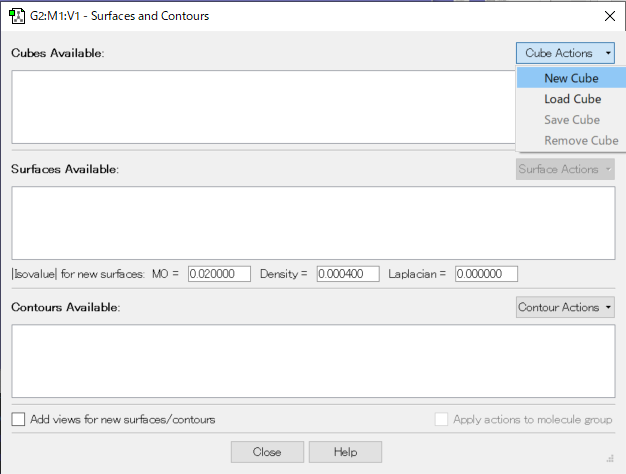 G2:M1:V1 - Surfaces and Contours
Cubes Available:
Cube Actions
New Cube
Load Cube
Save Cube
Remove Cube
Surfaces Available:
Surface Actions
|Isovalue| for new surfaces: MO = 0.020000 Density = 0.000400 Laplacian = 0.000000
Contours Available:
Contour Actions
Add views for new surfaces/contours
Apply actions to molecule group
Close
Help